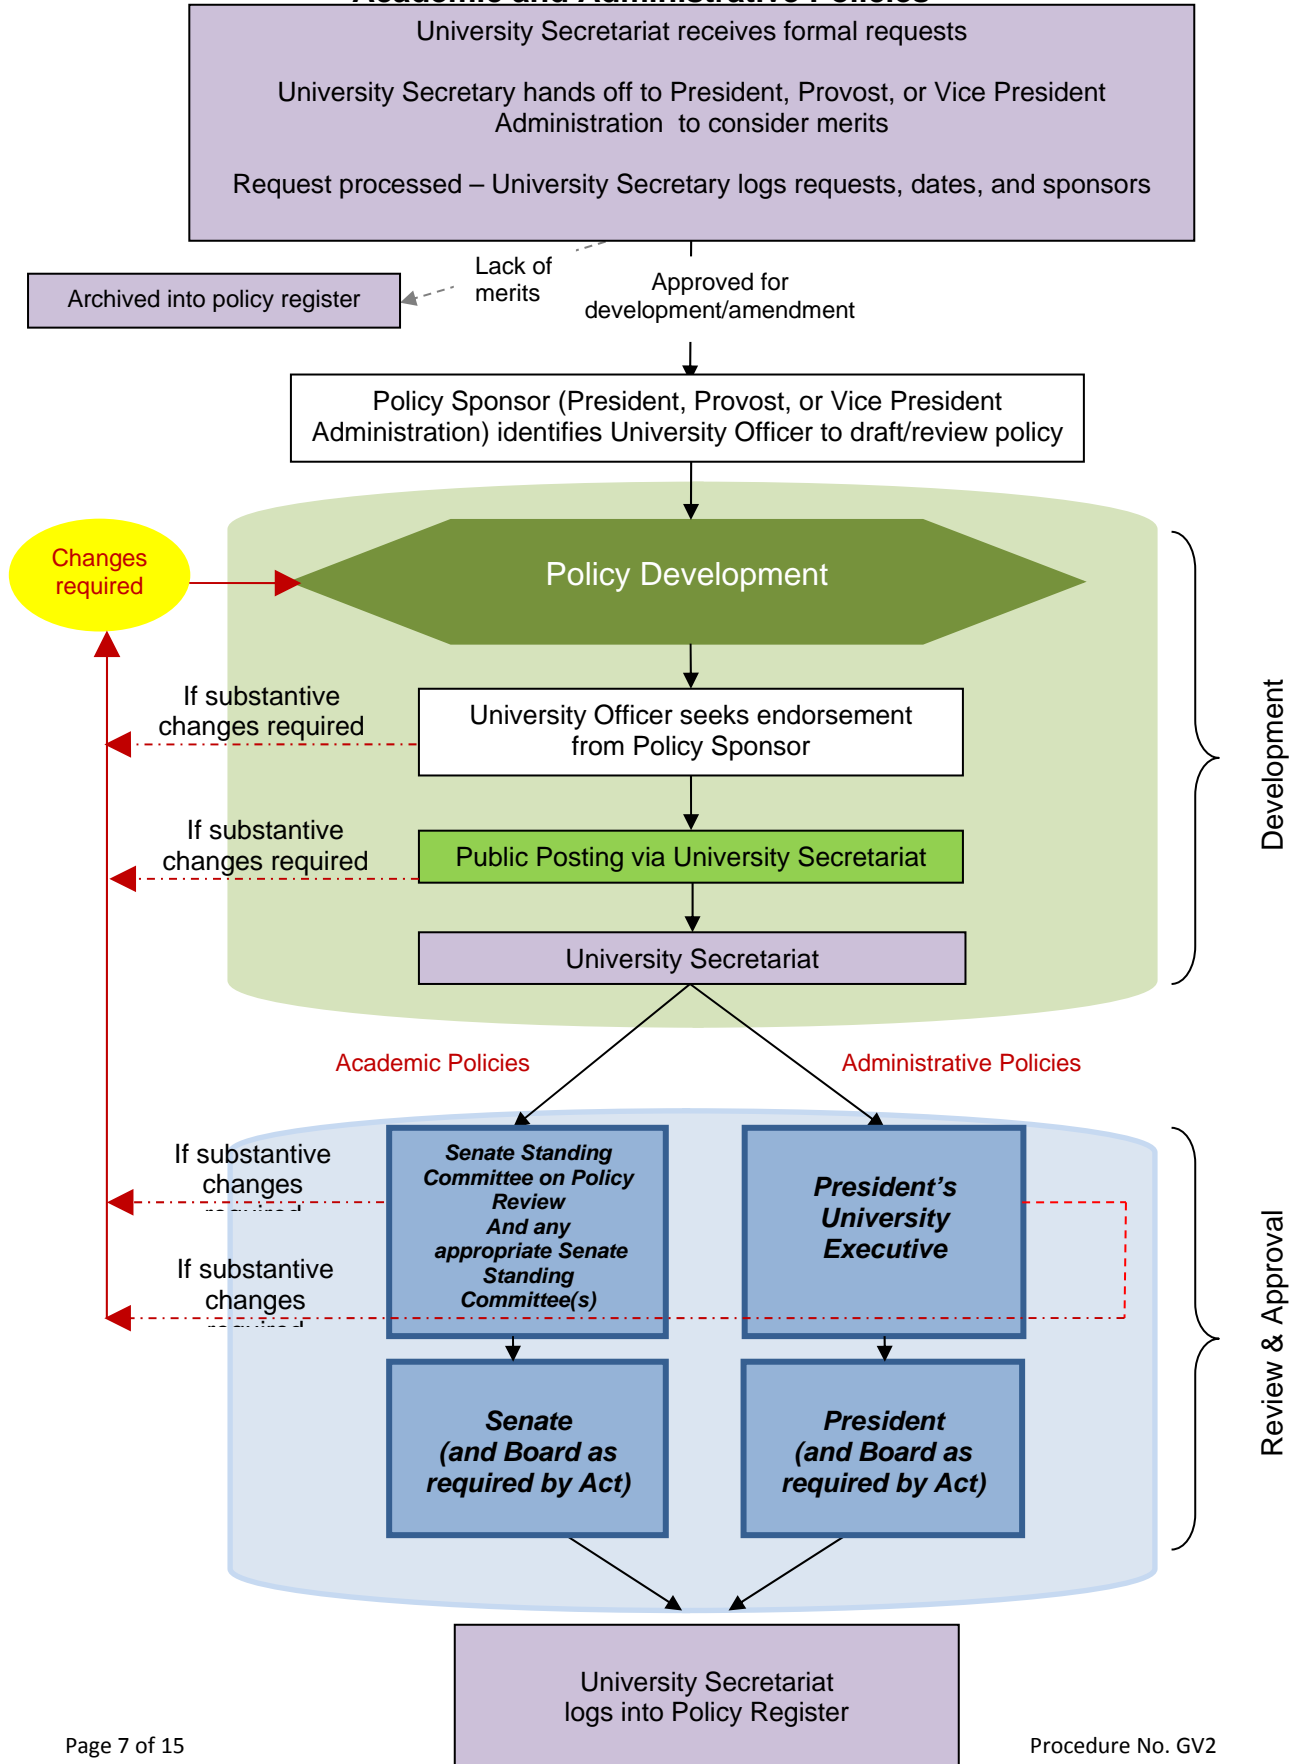 Academic and Administrative Policies
University Secretariat receives formal requests
University Secretary hands off to President, Provost, or Vice President
Administration to consider merits
Request processed – University Secretary logs requests, dates, and sponsors
Lack of
merits
Archived into policy register
Approved for
development/amendment
Policy Sponsor (President, Provost, or Vice President
Administration) identifies University Officer to draft/review policy
Changes
required
Policy Development
If substantive
changes required
University Officer seeks endorsement
from Policy Sponsor
If substantive
changes required
Public Posting via University Secretariat
University Secretariat
Development
Academic Policies
Administrative Policies
If substantive
changes
required
Senate Standing
Committee on Policy
Review
And any
appropriate Senate
Standing
Committee(s)
President’s
University
Executive
If substantive
changes
required
Senate
(and Board as
required by Act)
President
(and Board as
required by Act)
Review & Approval
University Secretariat
logs into Policy Register
Page 7 of 15
Procedure No. GV2